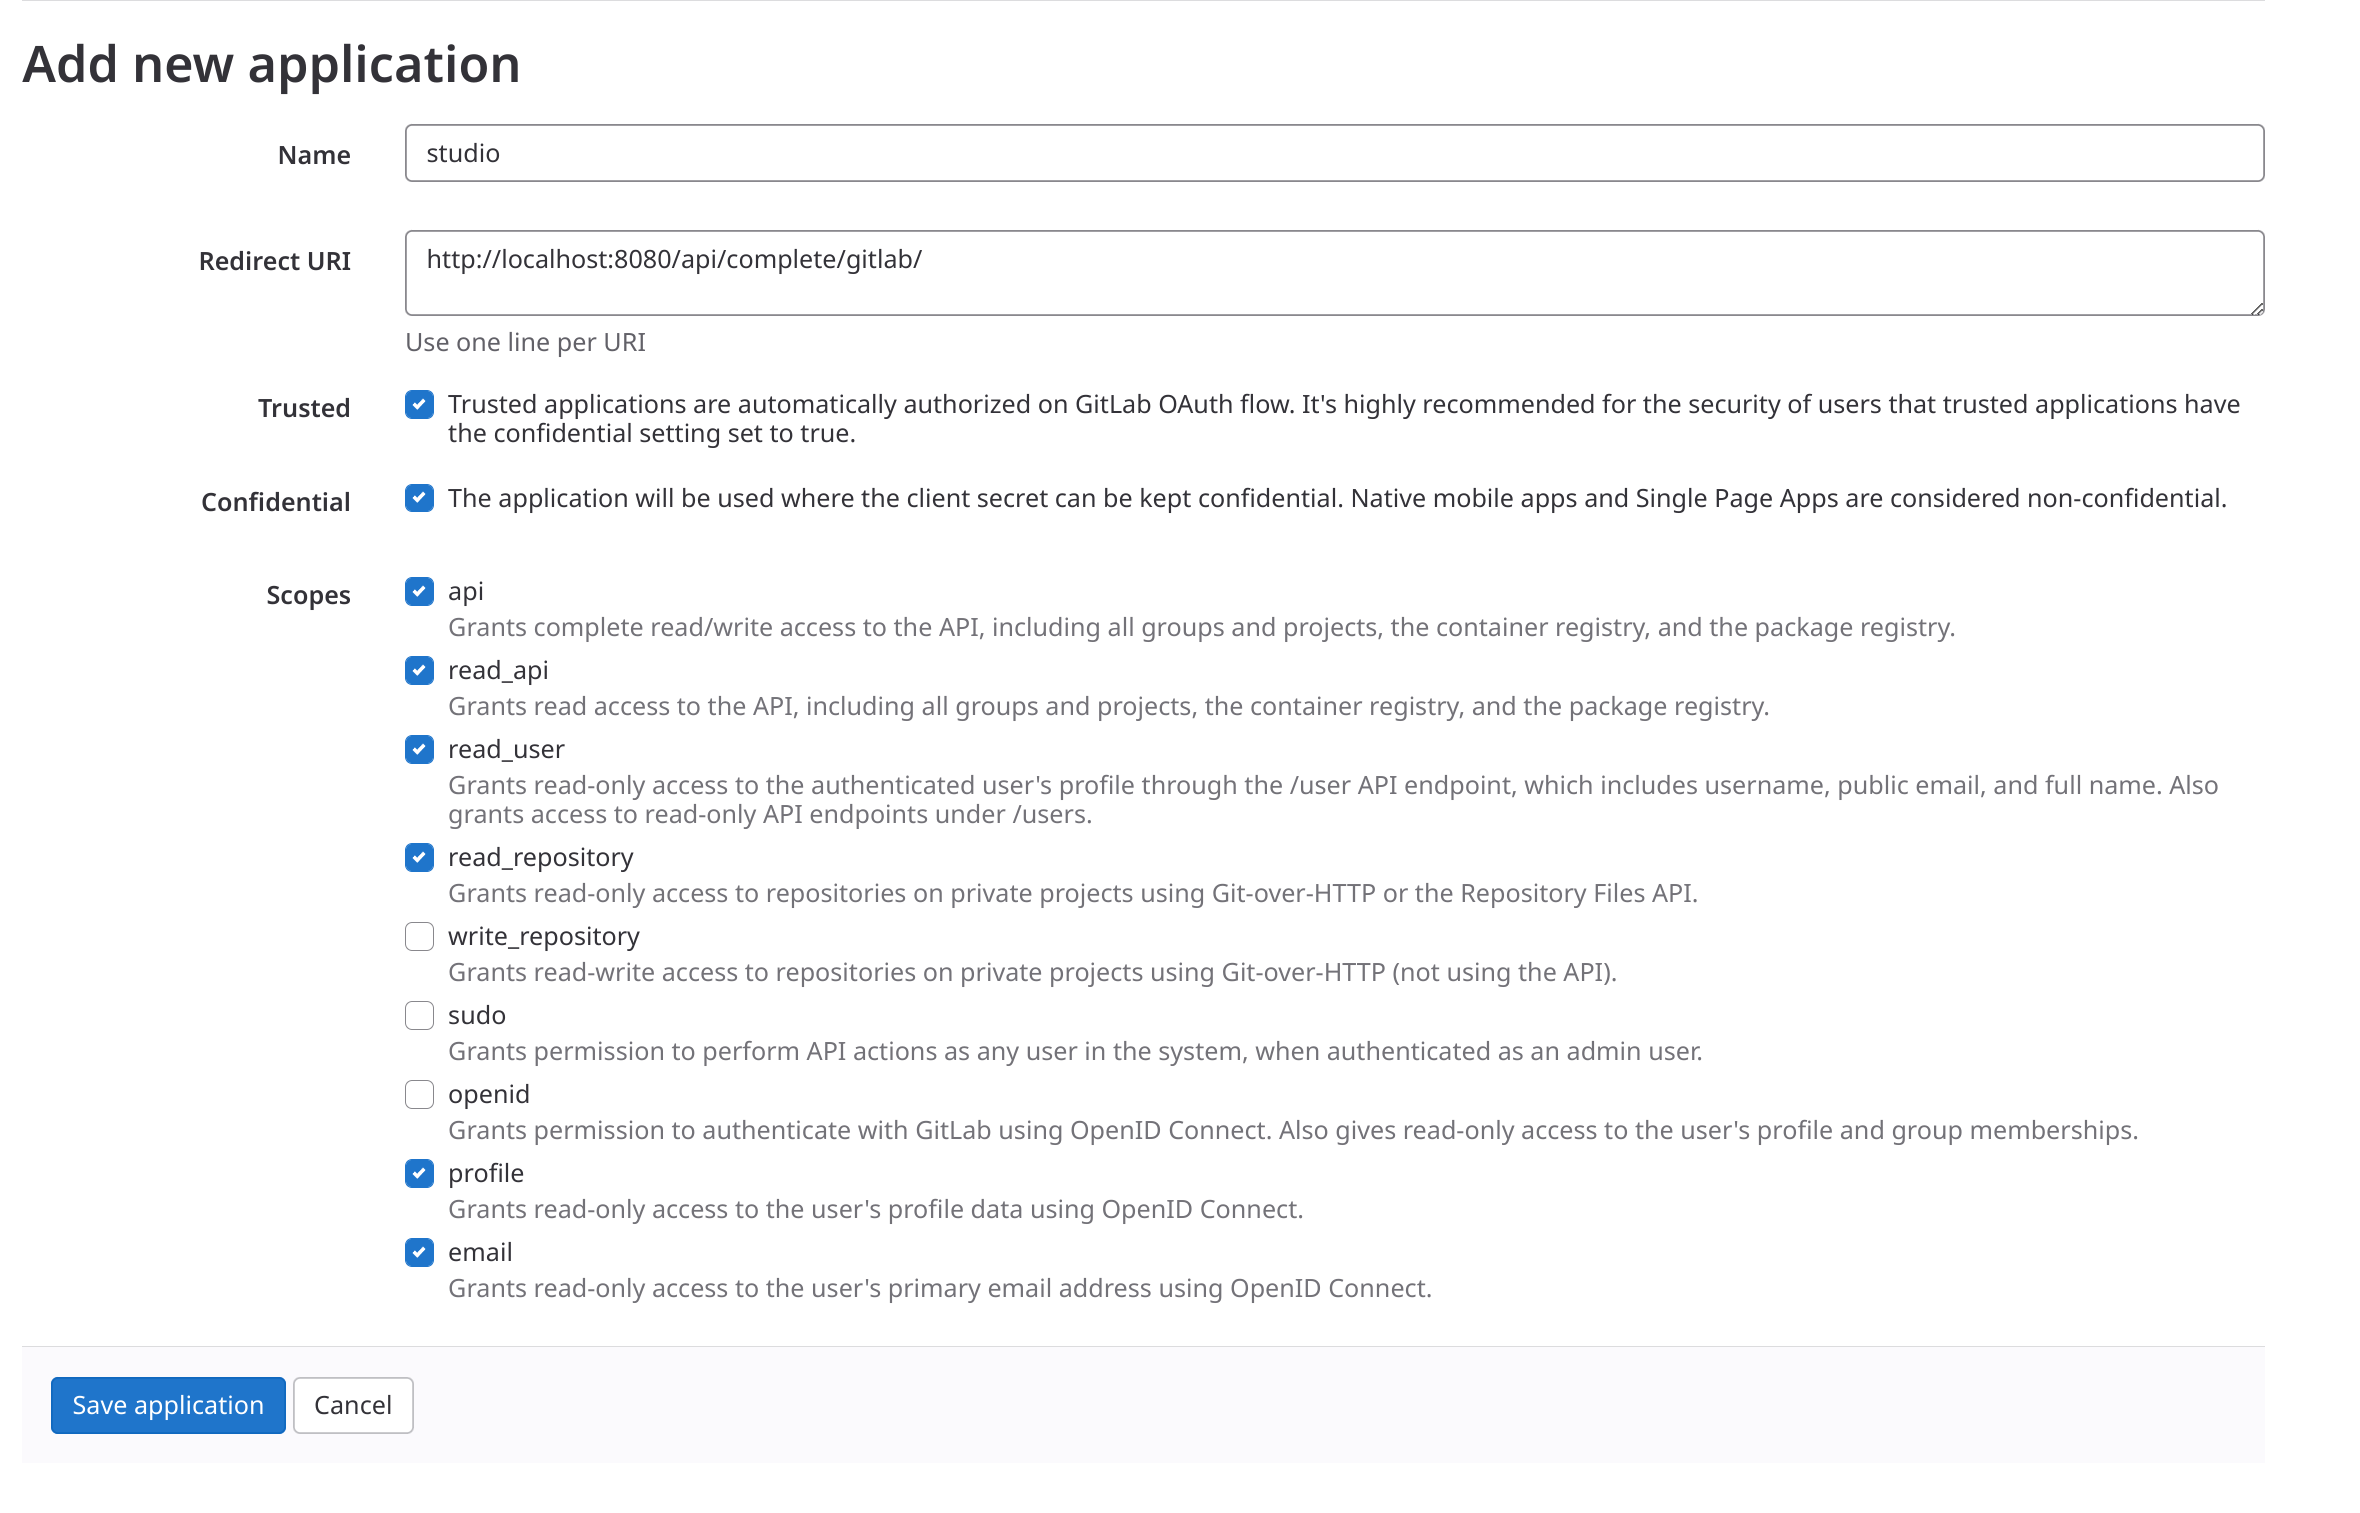 Add new application
Name
studio
Redirect URI
http://localhost:8080/api/complete/gitlab/
Use one line per URI
Trusted
Trusted applications are automatically authorized on GitLab OAuth flow. It's highly recommended for the security of users that trusted applications have
the confidential setting set to true.
Confidential
The application will be used where the client secret can be kept confidential. Native mobile apps and Single Page Apps are considered non-confidential.
Scopes
api
Grants complete read/write access to the API, including all groups and projects, the container registry, and the package registry.
read_api
Grants read access to the API, including all groups and projects, the container registry, and the package registry.
read_user
Grants read-only access to the authenticated user's profile through the /user API endpoint, which includes username, public email, and full name. Also
grants access to read-only API endpoints under /users.
read_repository
Grants read-only access to repositories on private projects using Git-over-HTTP or the Repository Files API.
write_repository
Grants read-write access to repositories on private projects using Git-over-HTTP (not using the API).
sudo
Grants permission to perform API actions as any user in the system, when authenticated as an admin user.
openid
Grants permission to authenticate with GitLab using OpenID Connect. Also gives read-only access to the user's profile and group memberships.
profile
Grants read-only access to the user's profile data using OpenID Connect.
email
Grants read-only access to the user's primary email address using OpenID Connect.
Save application
Cancel